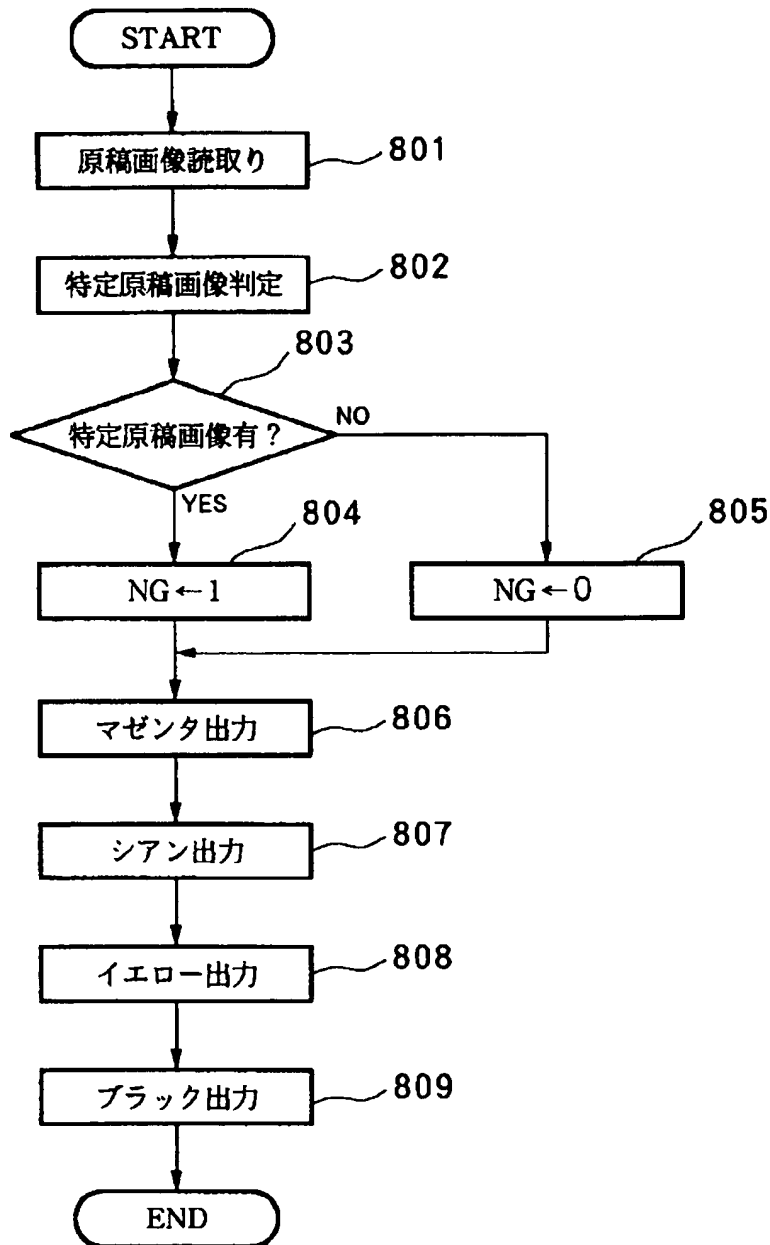 START
原稿画像読取り
801
特定原稿画像判定
802
803
特定原稿画像有?
NO
YES
804
805
NG←1
NG←0
マゼンタ出力
806
シアン出力
807
イエロー出力
808
ブラック出力
809
END